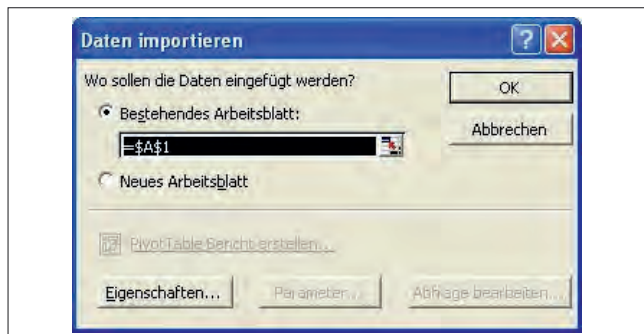 Daten importieren
Wo sollen die Daten eingefügt werden?
OK
Bestehendes Arbeitsblatt:
Abbrechen
=$A$1
Neues Arbeitsblatt
PivotTable Bericht erstellen...
Eigenschaften...
Parameter...
Abfrage bearbeiten...